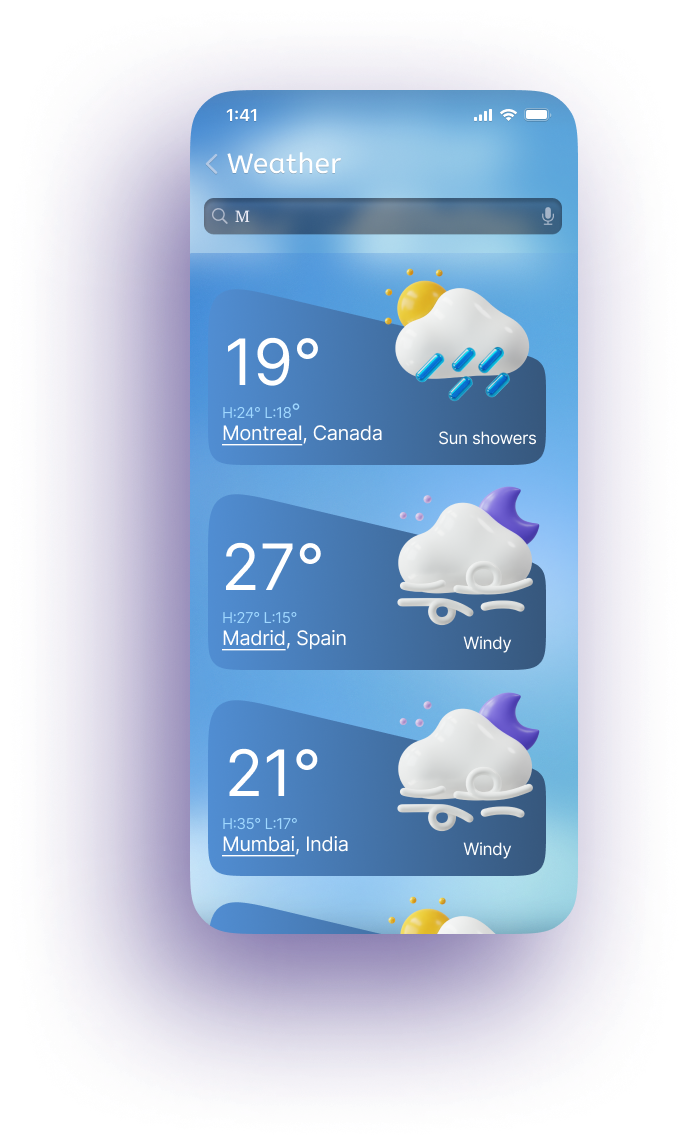 1:41
Weather
M
19°
H:24° L:18°
Montreal, Canada
Sun showers
27°
H:27° L:15°
Madrid, Spain
Windy
21°
H:35° L:17°
Mumbai, India
Windy